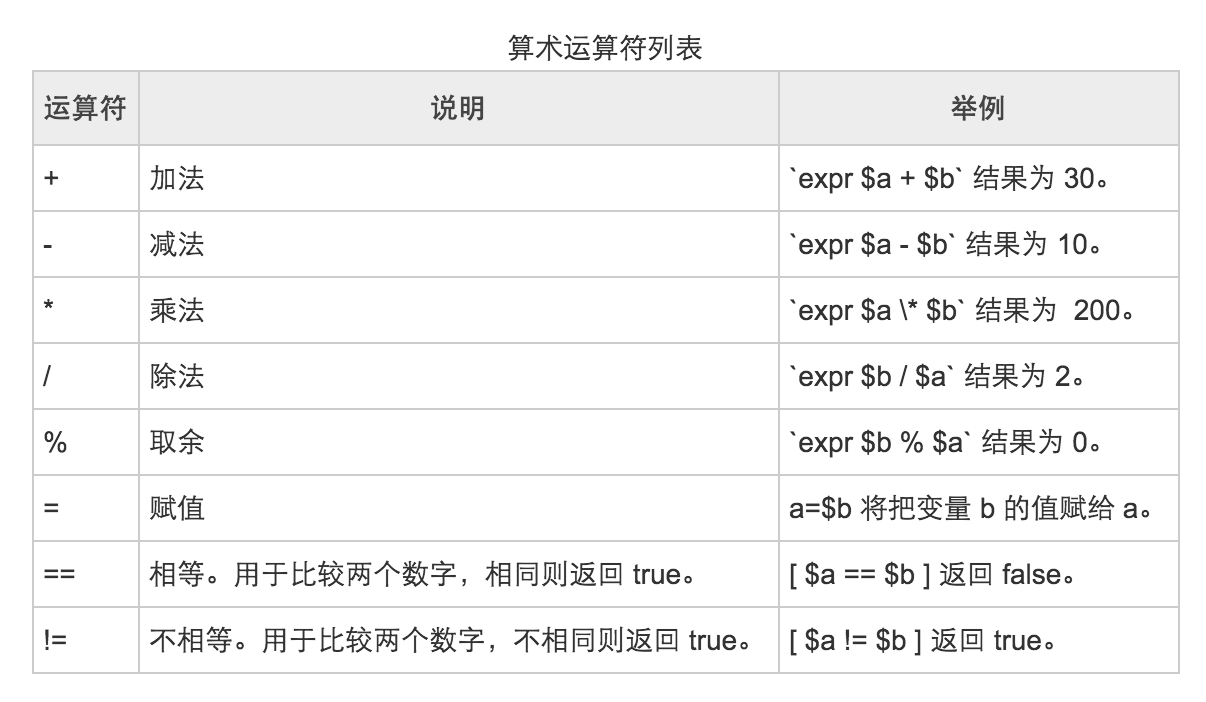 算术运算符列表
运算符 说明 举例
+ 加法 `expr $a + $b` 结果为 30。
- 减法 `expr $a - $b` 结果为 10。
* 乘法 `expr $a \* $b` 结果为  200。
/ 除法 `expr $b / $a` 结果为 2。
% 取余 `expr $b % $a` 结果为 0。
= 赋值 a=$b 将把变量 b 的值赋给 a。
== 相等。用于比较两个数字，相同则返回 true。 [ $a == $b ] 返回 false。
!= 不相等。用于比较两个数字，不相同则返回 true。 [ $a != $b ] 返回 true。